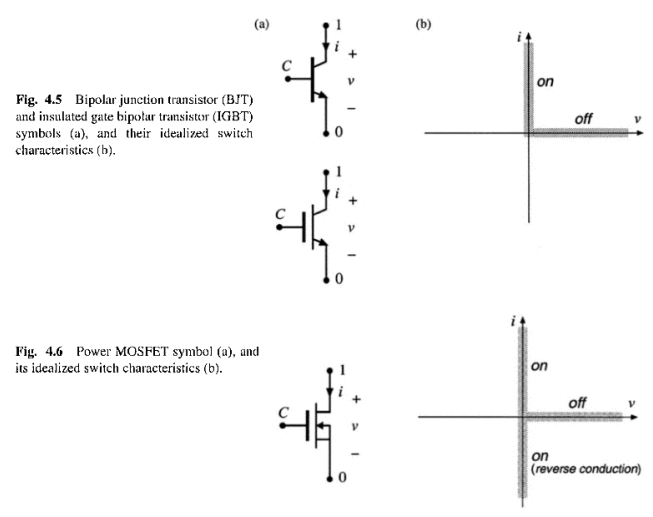 (a)
(b)
Fig. 4.5 Bipolar junction transistor (BJT)
and insulated gate bipolar transistor (IGBT)
symbols (a), and their idealized switch
characteristics (b).
1
i
+
C
v
−
0
i
on
off
v
1
i
+
C
v
−
0
Fig. 4.6 Power MOSFET symbol (a), and
its idealized switch characteristics (b).
1
i
+
C
v
−
0
i
on
off
v
on
(reverse conduction)